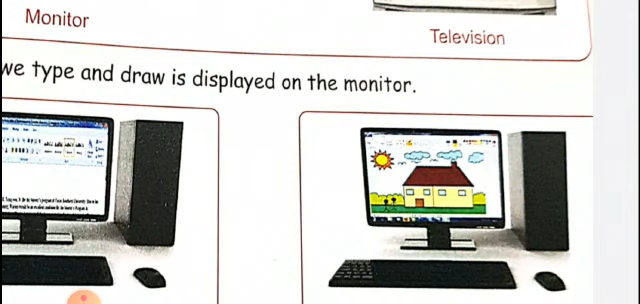 Monitor
Television
we type and draw is displayed on the monitor.